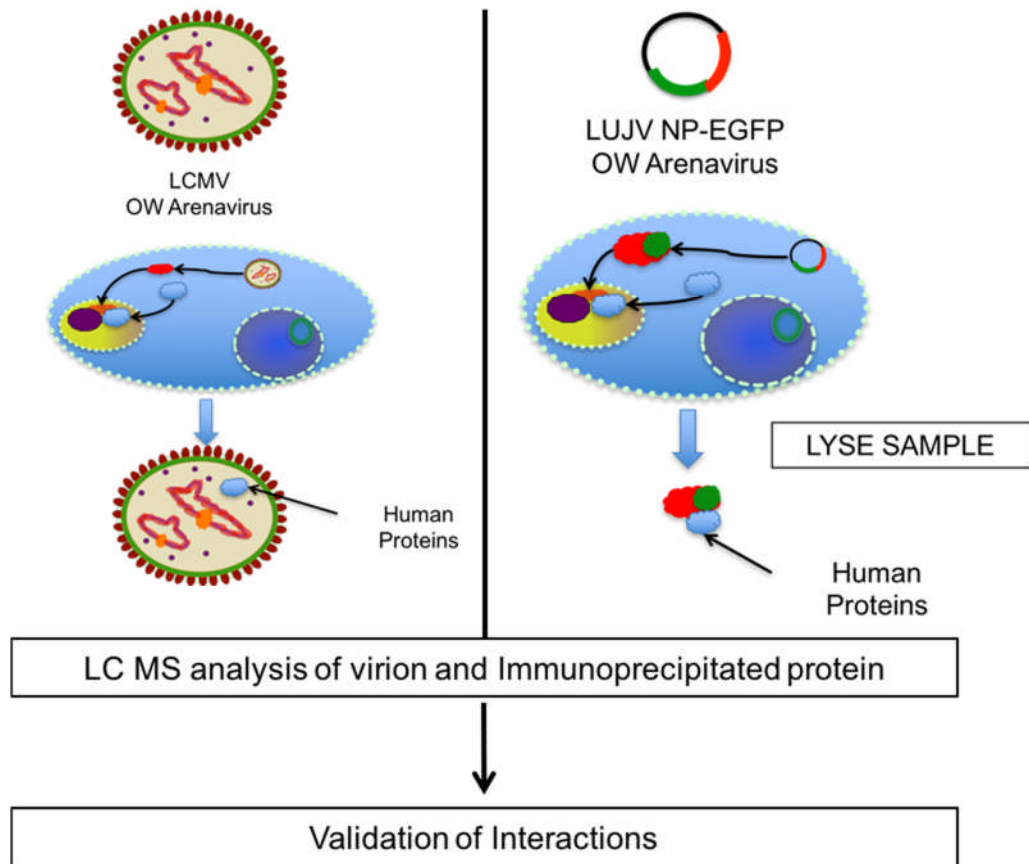 LCMV
OW Arenavirus
Human
Proteins
LUJV NP-EGFP
OW Arenavirus
LYSE SAMPLE
Human
Proteins
LC MS analysis of virion and Immunoprecipitated protein
Validation of Interactions